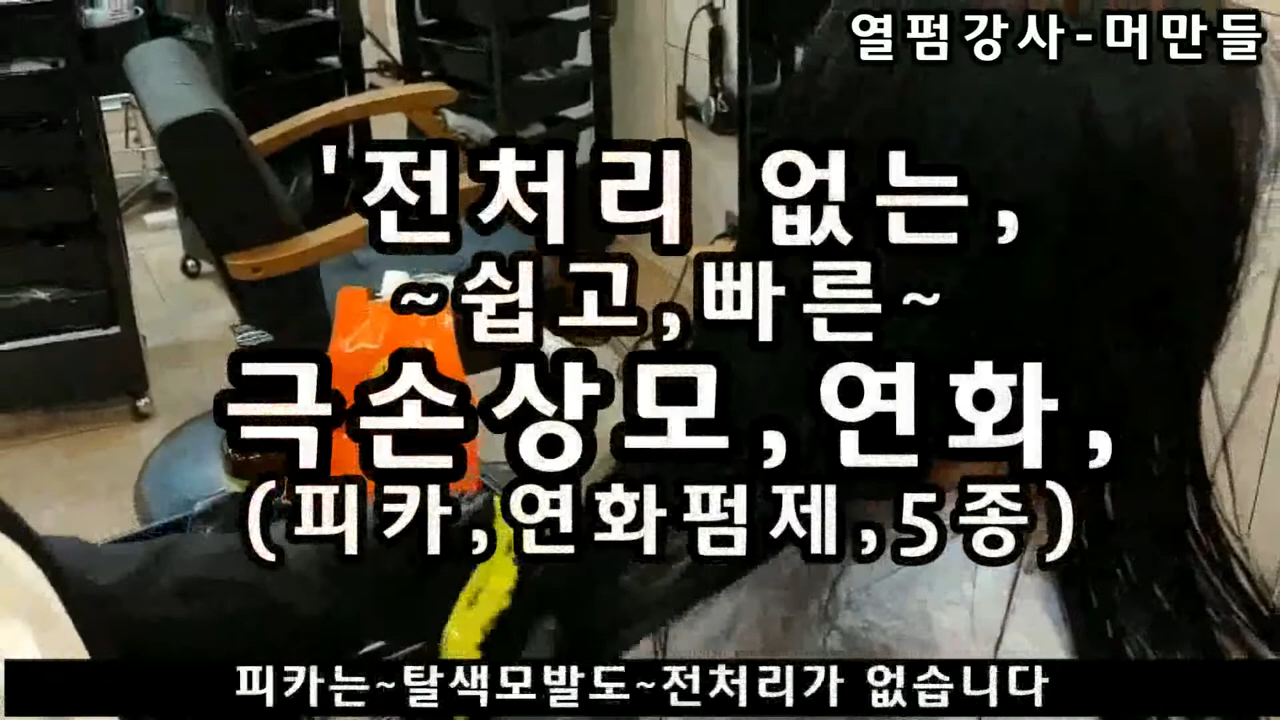 열펌강사-머만들
'전처리 없는,
~쉽고,빠른~
극손상모,연화,
(피카,연화펌제,5종)
피카는~탈색모발도~전처리가 없습니다